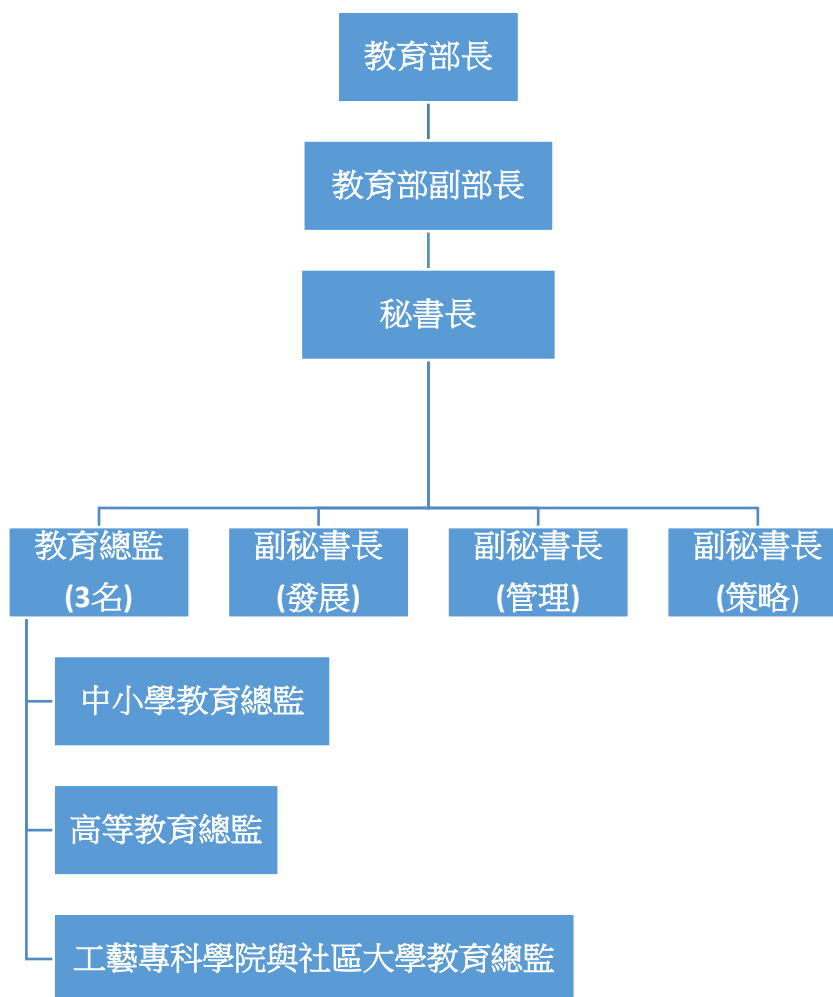 教育部長
教育部副部長
秘書長
教育總監
(3名)
副秘書長
(發展)
副秘書長
(管理)
副秘書長
(策略)
中小學教育總監
高等教育總監
工藝專科學院與社區大學教育總監